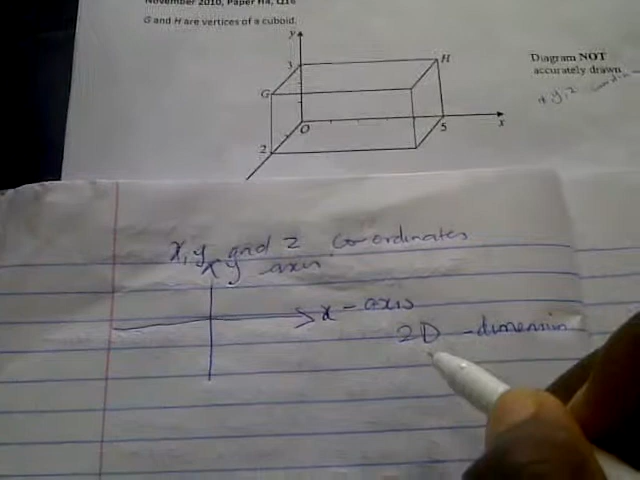 November 2010, Paper H4, Q16
G and H are vertices of a cuboid.
y
3
H
Diagram NOT
accurately drawn
G
x, y, z
O
5
x
2
x, y and z coordinates
y axis
x - axis
2D - dimension